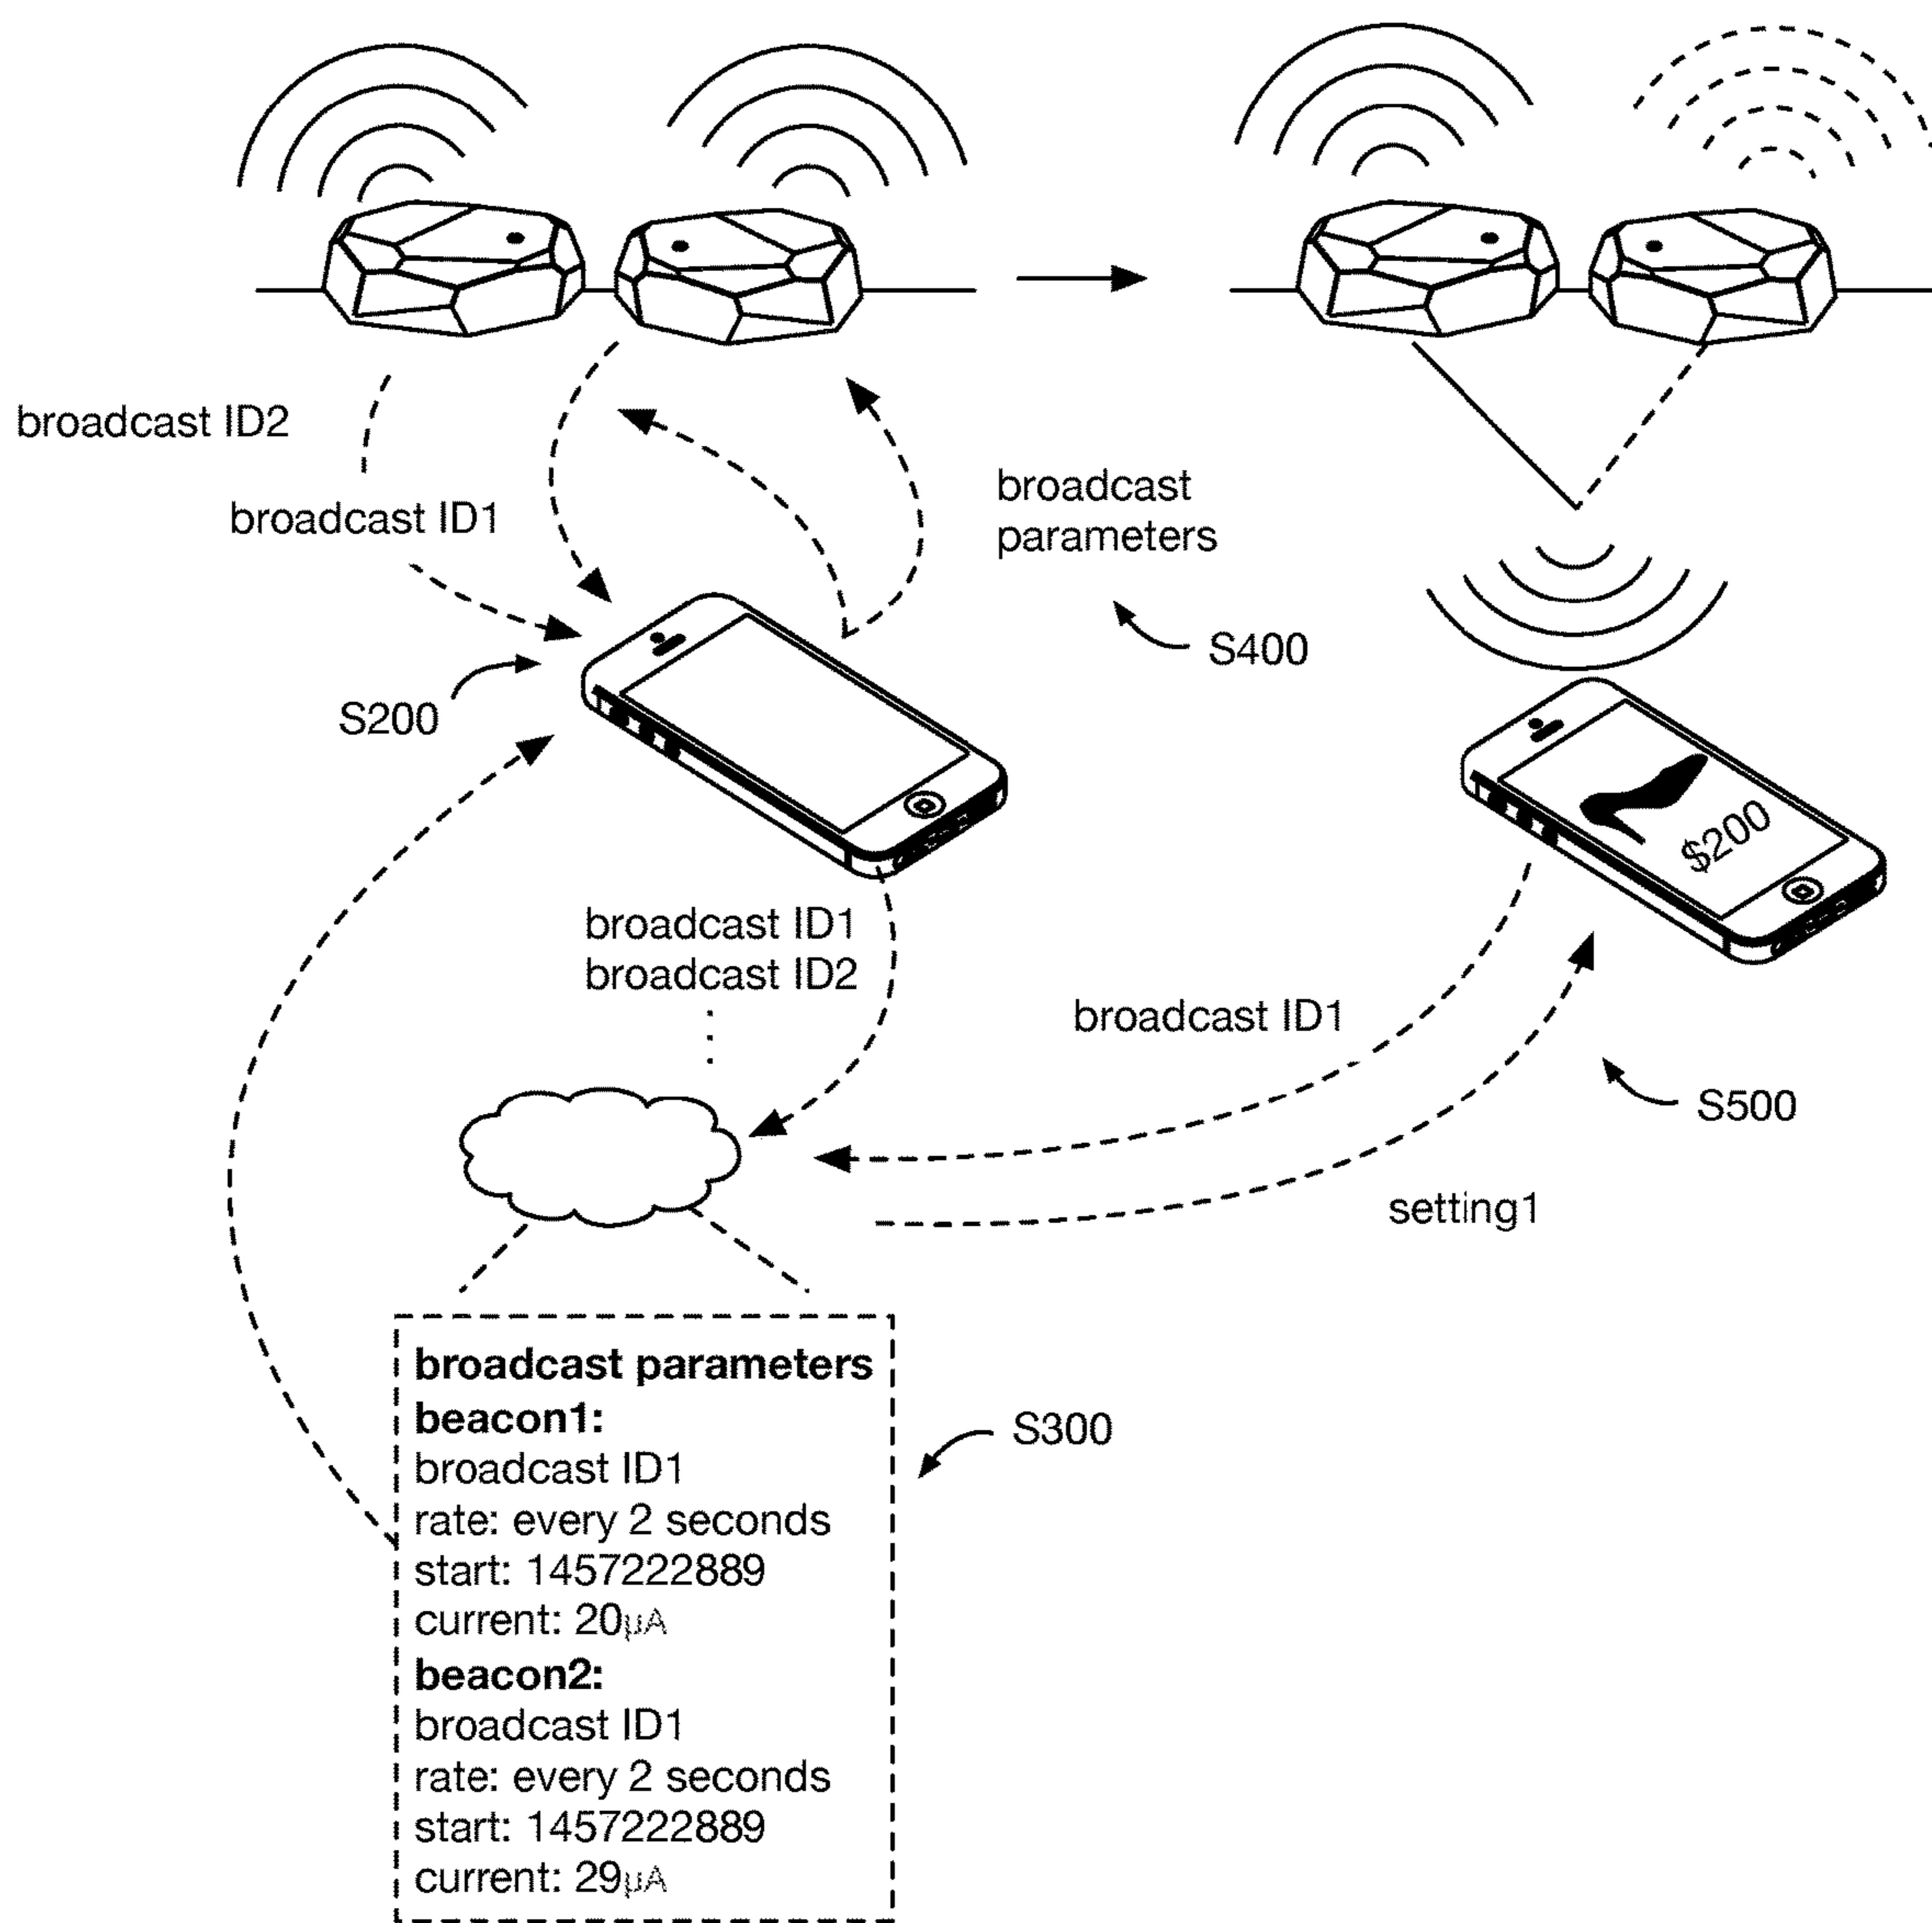 broadcast ID2
broadcast ID1
broadcast
parameters
S400
S200
$200
broadcast ID1
broadcast ID2
broadcast ID1
S500
setting1
broadcast parameters
beacon1:
broadcast ID1
rate: every 2 seconds
start: 1457222889
current: 20µA
beacon2:
broadcast ID1
rate: every 2 seconds
start: 1457222889
current: 29µA
S300